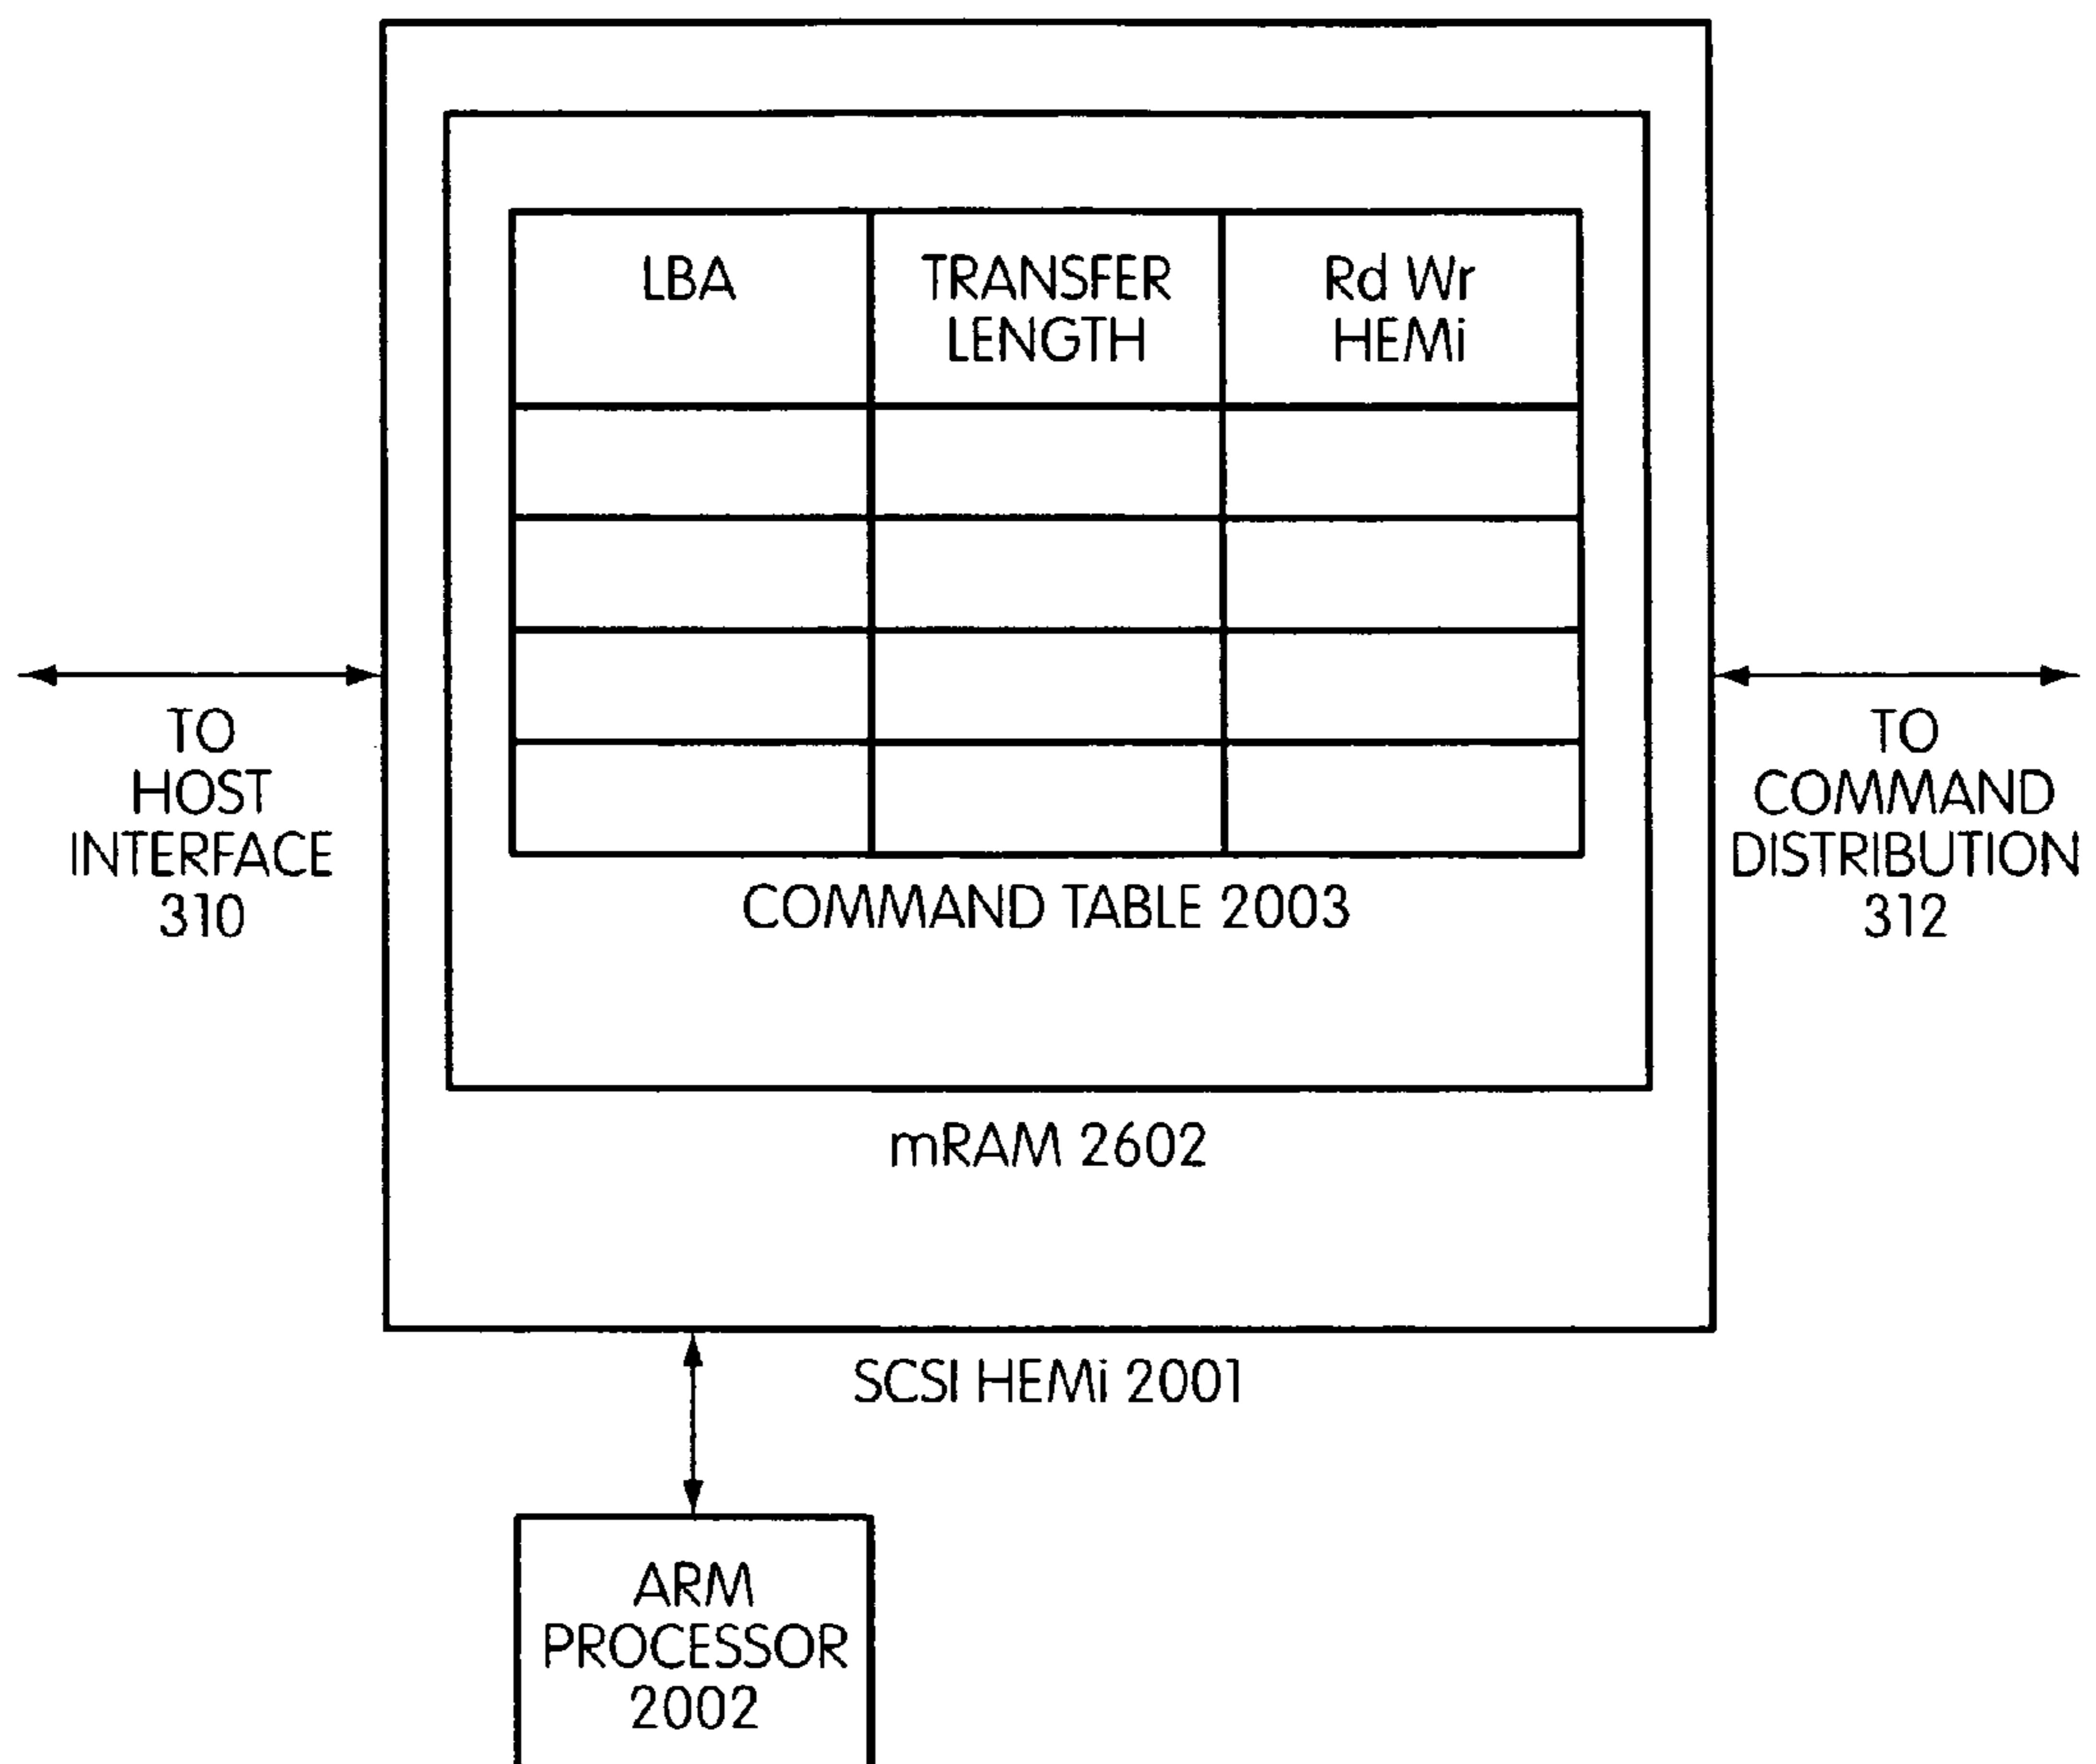 LBA
TRANSFER
LENGTH
Rd Wr
HEMi
TO
HOST
INTERFACE
310
TO
COMMAND
DISTRIBUTION
312
COMMAND TABLE 2003
mRAM 2602
SCSI HEMi 2001
ARM
PROCESSOR
2002